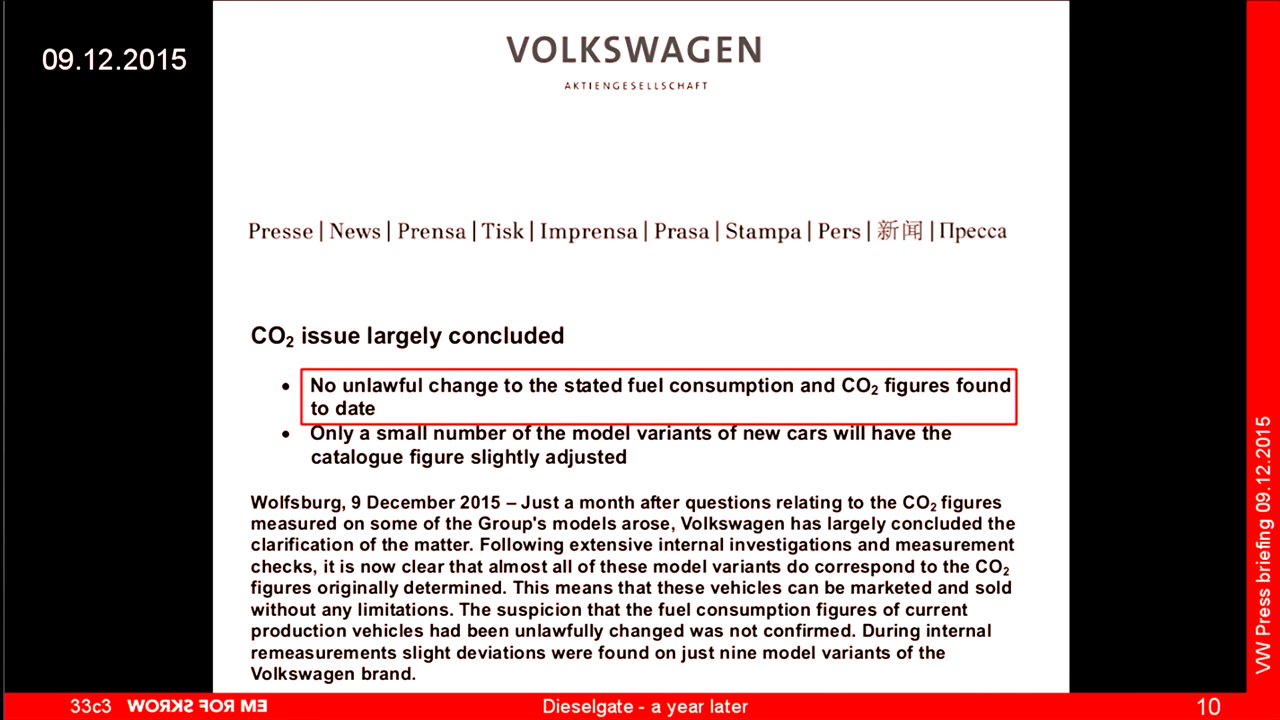 09.12.2015
VOLKSWAGEN
AKTIENGESELLSCHAFT
Presse | News | Prensa | Tisk | Imprensa | Prasa | Stampa | Pers | 新闻 | Пресса
CO₂ issue largely concluded
• No unlawful change to the stated fuel consumption and CO₂ figures found
to date
• Only a small number of the model variants of new cars will have the
catalogue figure slightly adjusted
Wolfsburg, 9 December 2015 – Just a month after questions relating to the CO₂ figures
measured on some of the Group's models arose, Volkswagen has largely concluded the
clarification of the matter. Following extensive internal investigations and measurement
checks, it is now clear that almost all of these model variants do correspond to the CO₂
figures originally determined. This means that these vehicles can be marketed and sold
without any limitations. The suspicion that the fuel consumption figures of current
production vehicles had been unlawfully changed was not confirmed. During internal
remeasurements slight deviations were found on just nine model variants of the
Volkswagen brand.
VW Press briefing 09.12.2015
33c3 WORKS FOR ME
Dieselgate - a year later
10